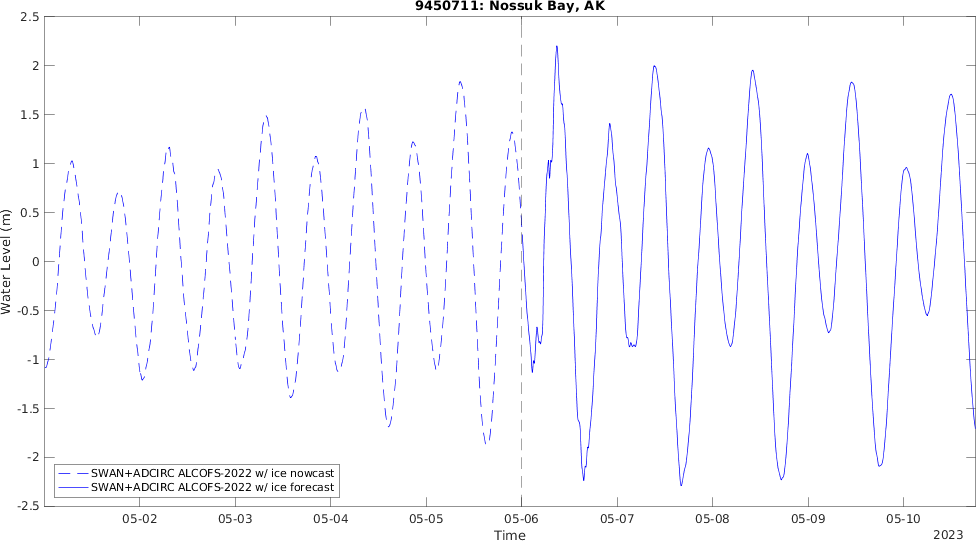 9450711: Nossuk Bay, AK
2.5
2
1.5
1
0.5
0
-0.5
-1
-1.5
-2
-2.5
Water Level (m)
SWAN+ADCIRC ALCOFS-2022 w/ ice nowcast
SWAN+ADCIRC ALCOFS-2022 w/ ice forecast
05-02 05-03 05-04 05-05 05-06 05-07 05-08 05-09 05-10
Time
2023